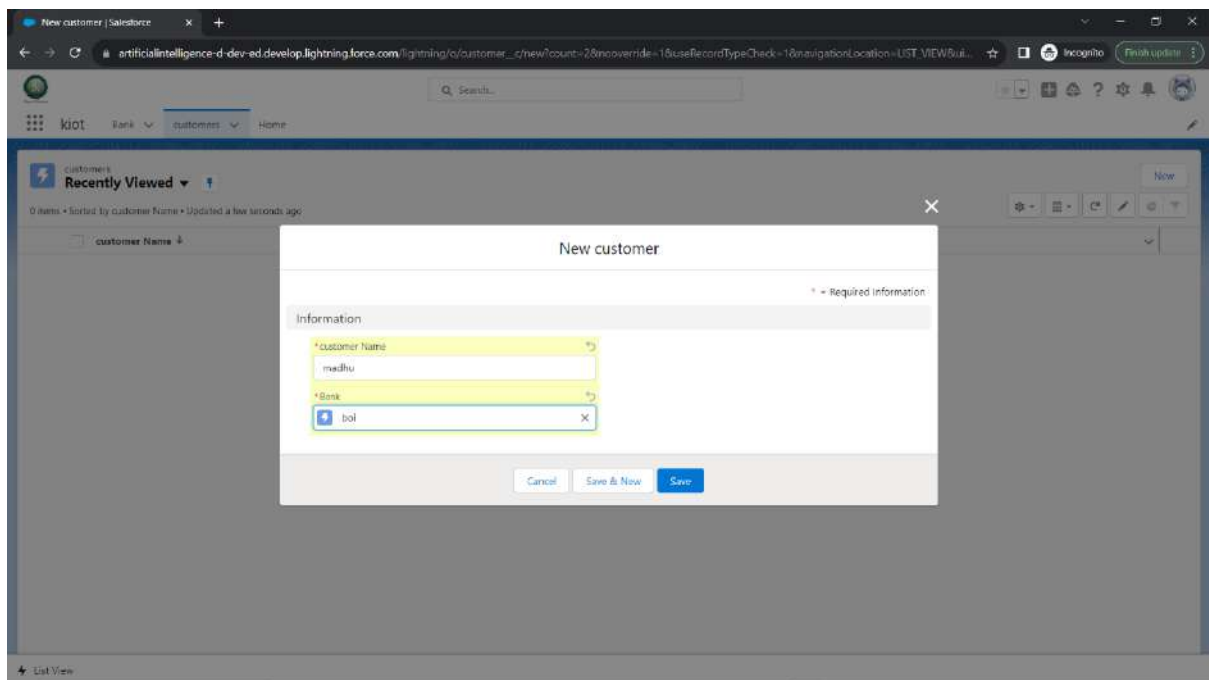 New customer | Salesforce
artificialintelligence-d-dev-ed.develop.lightning.force.com/lightning/o/customer__c/new?count=2&nooverride=1&useRecordTypeCheck=1&navigationLocation=LIST_VIEW&ui...
Incognito
Finish update
Search...
kiot
Bank
customers
Home
customers
Recently Viewed
New
0 items • Sorted by customer Name • Updated a few seconds ago
customer Name
New customer
* = Required Information
Information
*customer Name
madhu
*Bank
boi
Cancel
Save & New
Save
List View